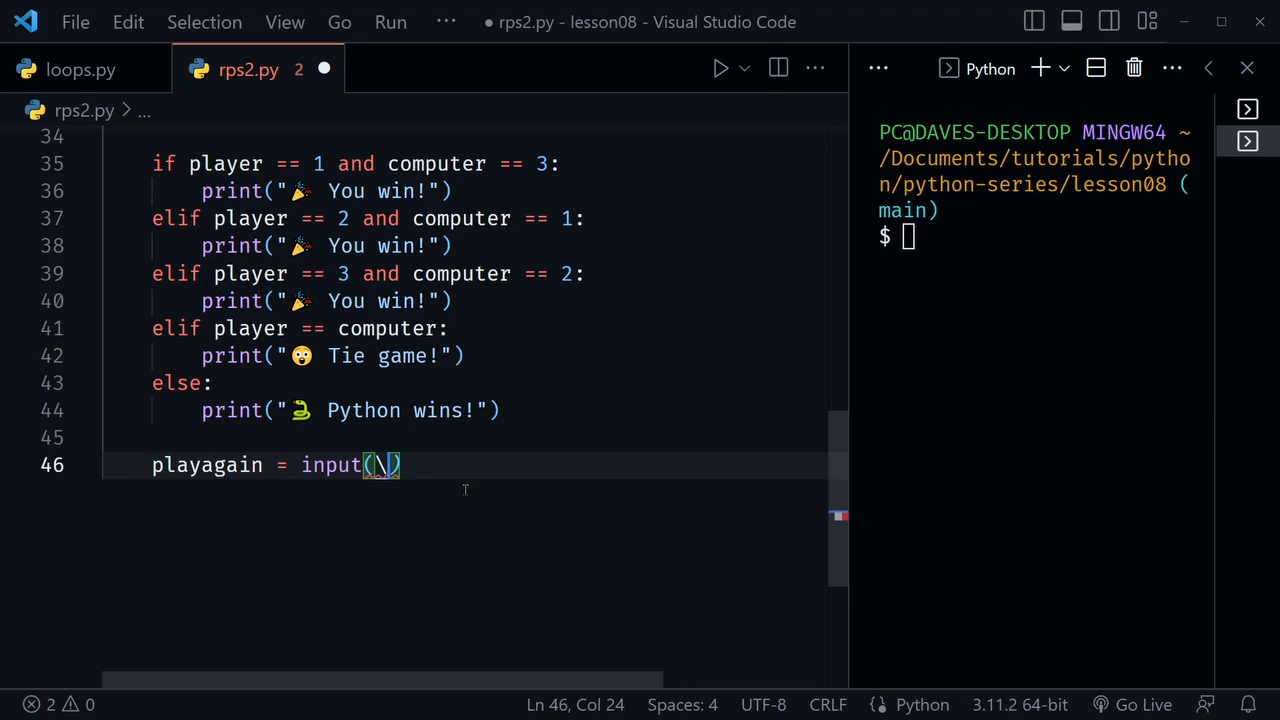 File Edit Selection View Go Run ··· ● rps2.py - lesson08 - Visual Studio Code
loops.py rps2.py 2 ●
rps2.py > ...
34
35 if player == 1 and computer == 3:
36 print("🎉 You win!")
37 elif player == 2 and computer == 1:
38 print("🎉 You win!")
39 elif player == 3 and computer == 2:
40 print("🎉 You win!")
41 elif player == computer:
42 print("😲 Tie game!")
43 else:
44 print("🐍 Python wins!")
45
46 playagain = input(\)
Python
PC@DAVES-DESKTOP MINGW64 ~
/Documents/tutorials/pytho
n/python-series/lesson08 (
main)
$
2 0 Ln 46, Col 24 Spaces: 4 UTF-8 CRLF Python 3.11.2 64-bit Go Live